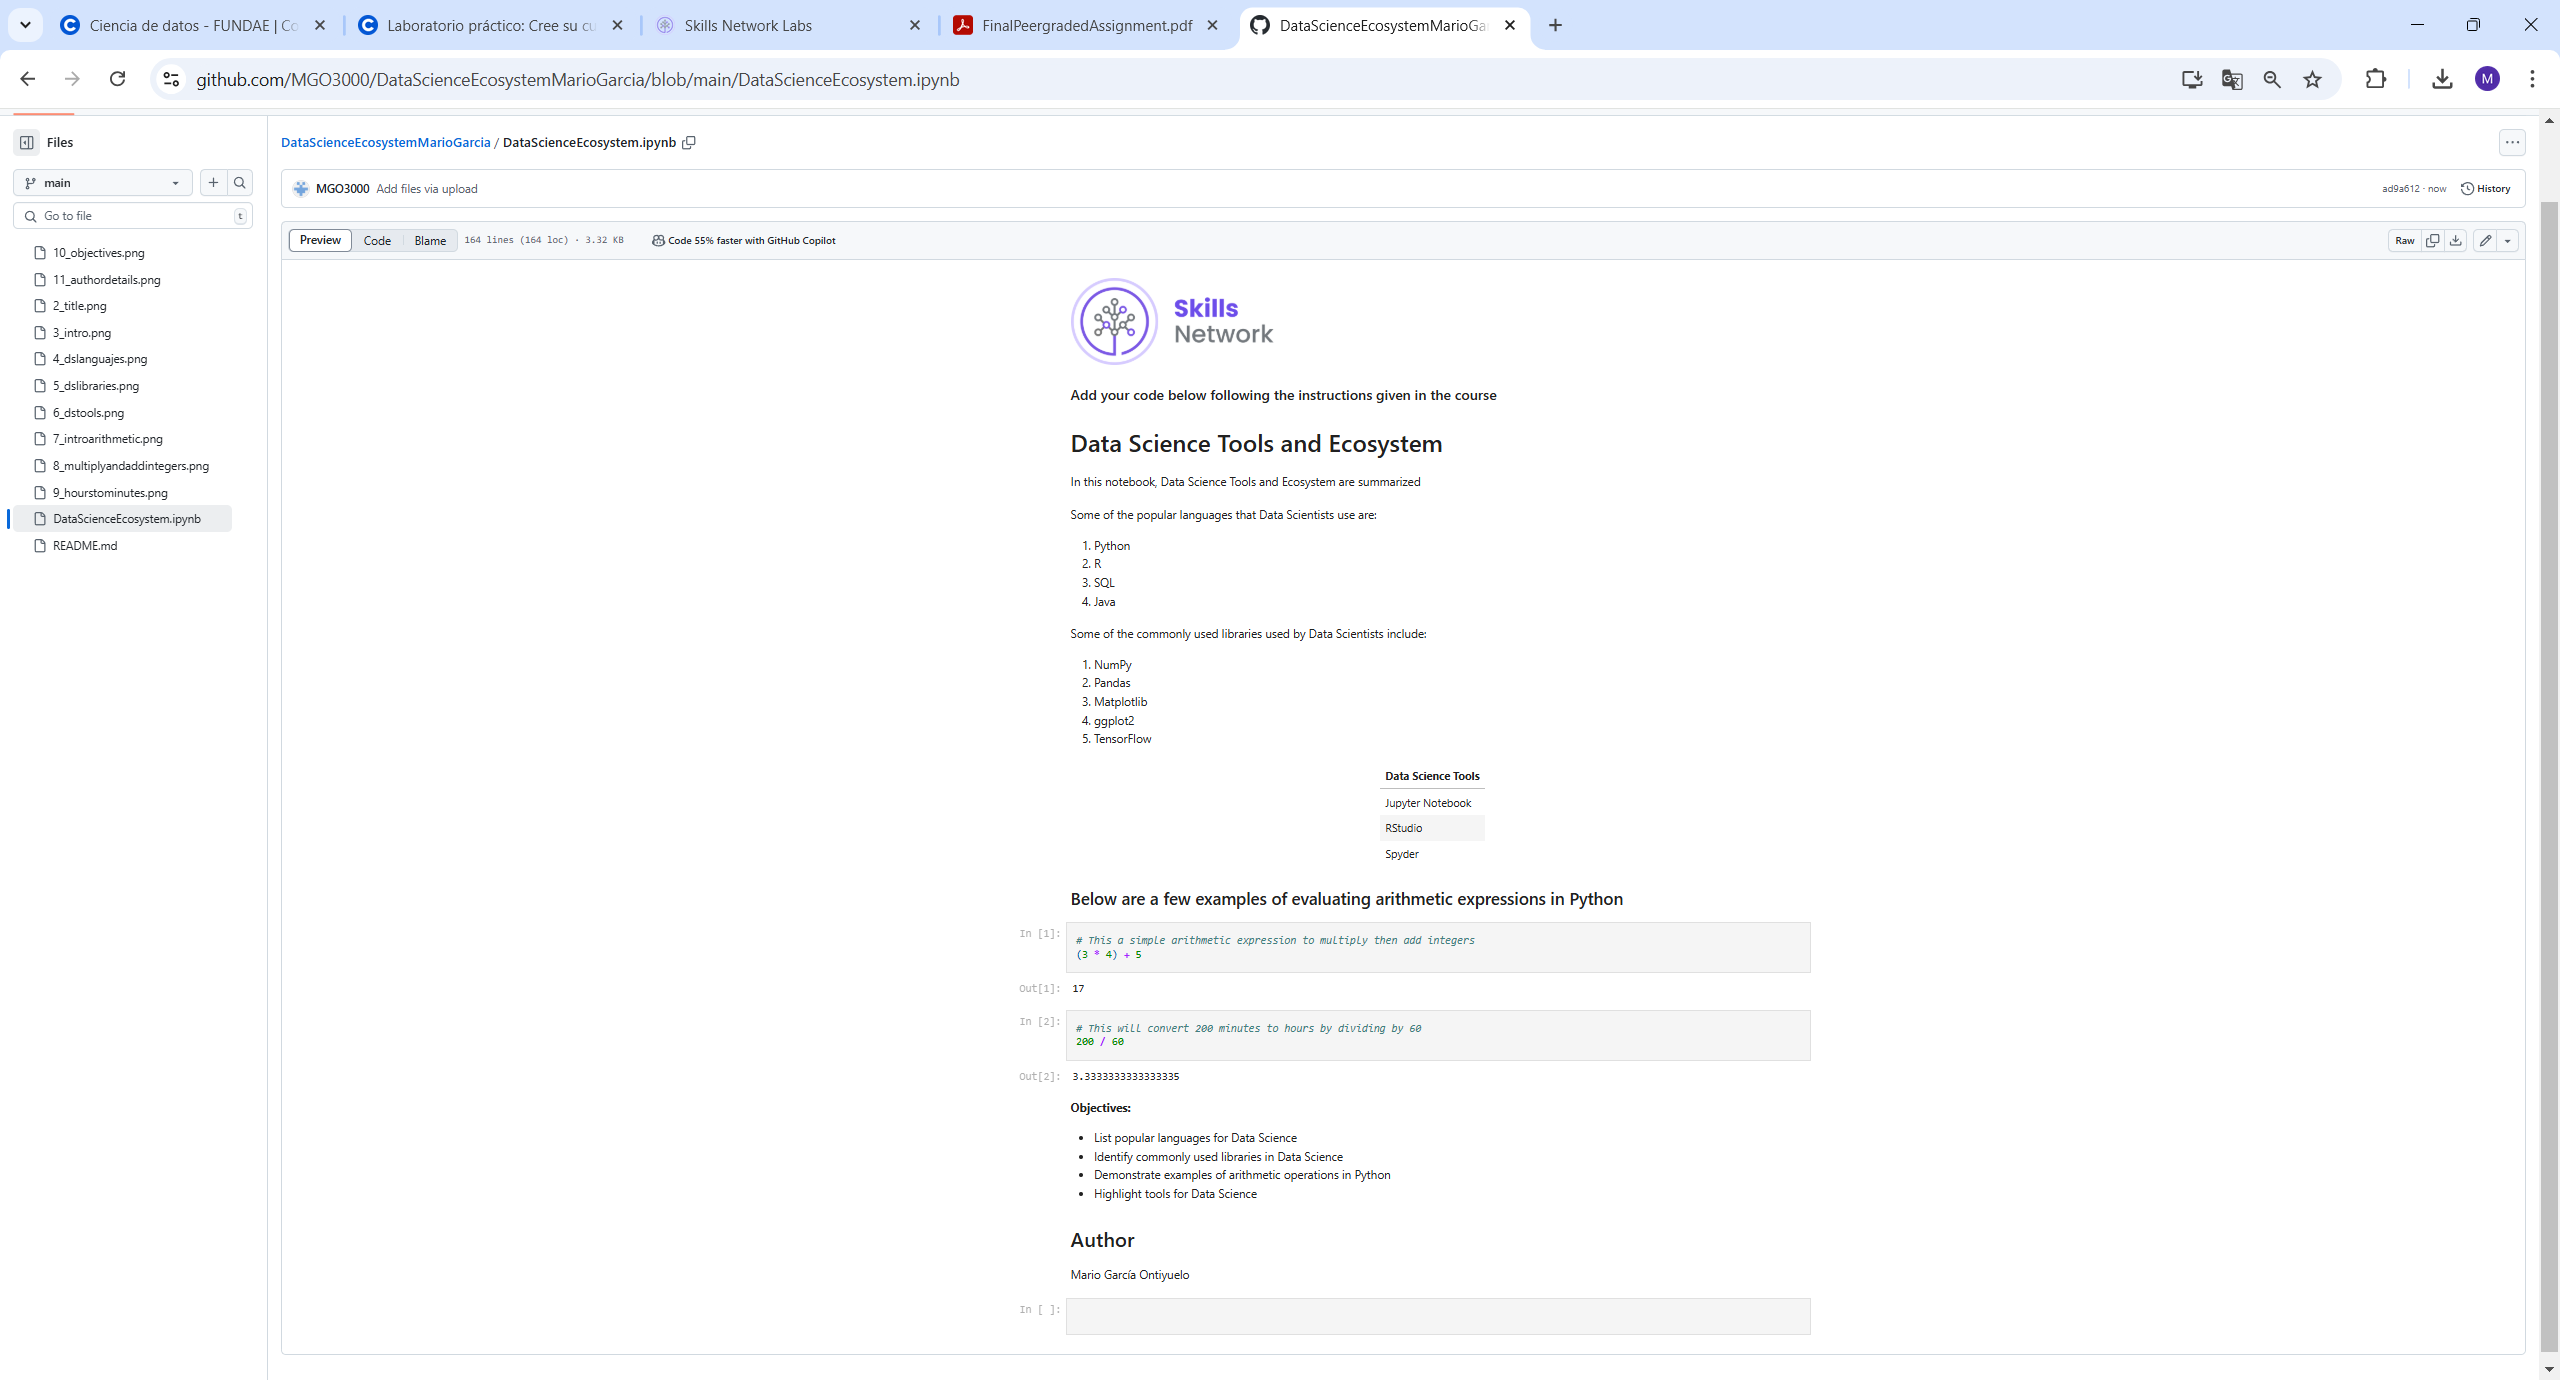 Ciencia de datos - FUNDAE | Co
Laboratorio práctico: Cree su cu
Skills Network Labs
FinalPeergradedAssignment.pdf
DataScienceEcosystemMarioGar
github.com/MGO3000/DataScienceEcosystemMarioGarcia/blob/main/DataScienceEcosystem.ipynb
M
Files
main
Go to file
t
10_objectives.png
11_authordetails.png
2_title.png
3_intro.png
4_dslanguajes.png
5_dslibraries.png
6_dstools.png
7_introarithmetic.png
8_multiplyandaddintegers.png
9_hourstominutes.png
DataScienceEcosystem.ipynb
README.md
DataScienceEcosystemMarioGarcia / DataScienceEcosystem.ipynb
MGO3000 Add files via upload
ad9a612 · now
History
Preview Code Blame 164 lines (164 loc) · 3.32 KB Code 55% faster with GitHub Copilot
Raw
Skills
Network
Add your code below following the instructions given in the course
Data Science Tools and Ecosystem
In this notebook, Data Science Tools and Ecosystem are summarized
Some of the popular languages that Data Scientists use are:
1. Python
2. R
3. SQL
4. Java
Some of the commonly used libraries used by Data Scientists include:
1. NumPy
2. Pandas
3. Matplotlib
4. ggplot2
5. TensorFlow
Data Science Tools
Jupyter Notebook
RStudio
Spyder
Below are a few examples of evaluating arithmetic expressions in Python
In [1]: # This a simple arithmetic expression to multiply then add integers
(3 * 4) + 5
Out[1]: 17
In [2]: # This will convert 200 minutes to hours by dividing by 60
200 / 60
Out[2]: 3.3333333333333335
Objectives:
• List popular languages for Data Science
• Identify commonly used libraries in Data Science
• Demonstrate examples of arithmetic operations in Python
• Highlight tools for Data Science
Author
Mario García Ontiyuelo
In [ ]: